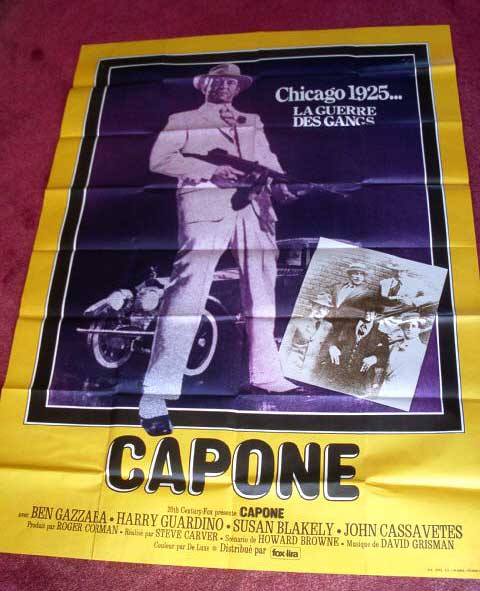 Chicago 1925...
LA GUERRE
DES GANGS
CAPONE
20th Century-Fox présente CAPONE
avec BEN GAZZARA • HARRY GUARDINO • SUSAN BLAKELY • JOHN CASSAVETES
Produit par ROGER CORMAN • Réalisé par STEVE CARVER • Scénario de HOWARD BROWNE • Musique de DAVID GRISMAN
Couleur par De Luxe • Distribué par fox-lira